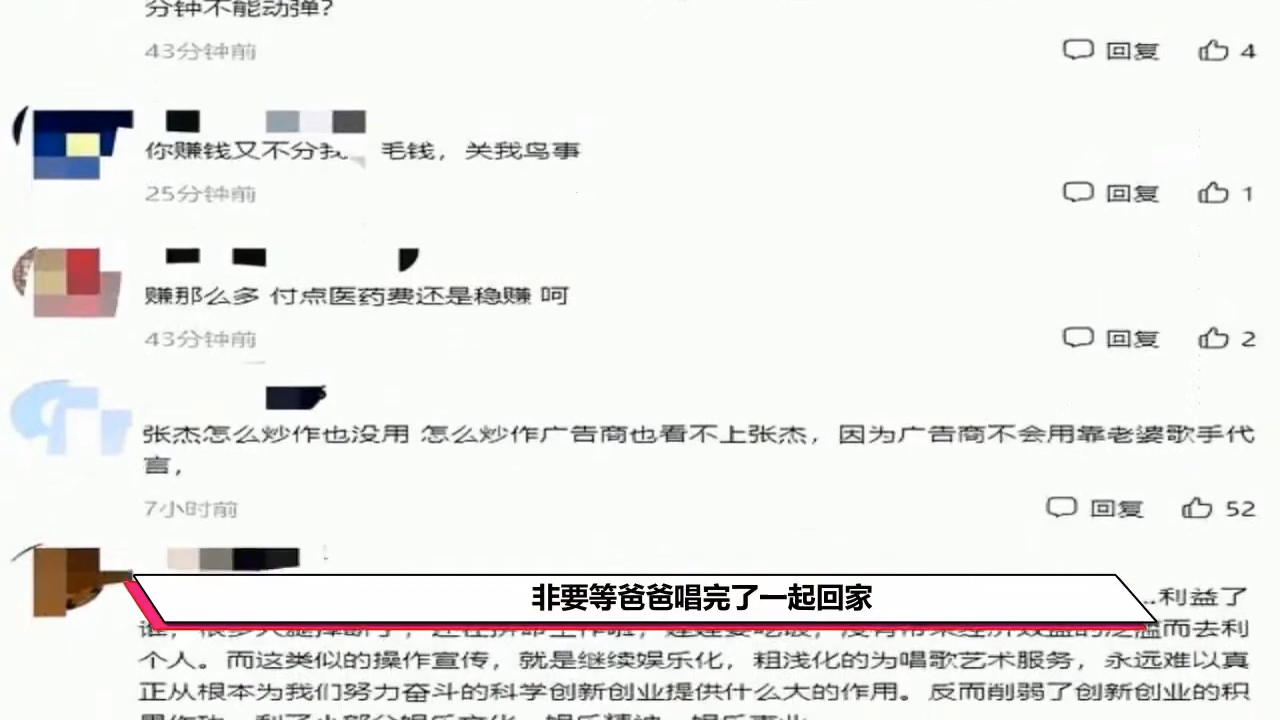 分钟不能动弹?
43分钟前
回复 4
你赚钱又不分我 毛钱，关我鸟事
25分钟前
回复 1
赚那么多 付点医药费还是稳赚 呵
43分钟前
回复 2
张杰怎么炒作也没用 怎么炒作广告商也看不上张杰，因为广告商不会用靠老婆歌手代
言，
7小时前
回复 52
非要等爸爸唱完了一起回家
利益了
而去利
个人。而这类似的操作宣传，就是继续娱乐化，粗浅化的为唱歌艺术服务，永远难以真
正从根本为我们努力奋斗的科学创新创业提供什么大的作用。反而削弱了创新创业的积